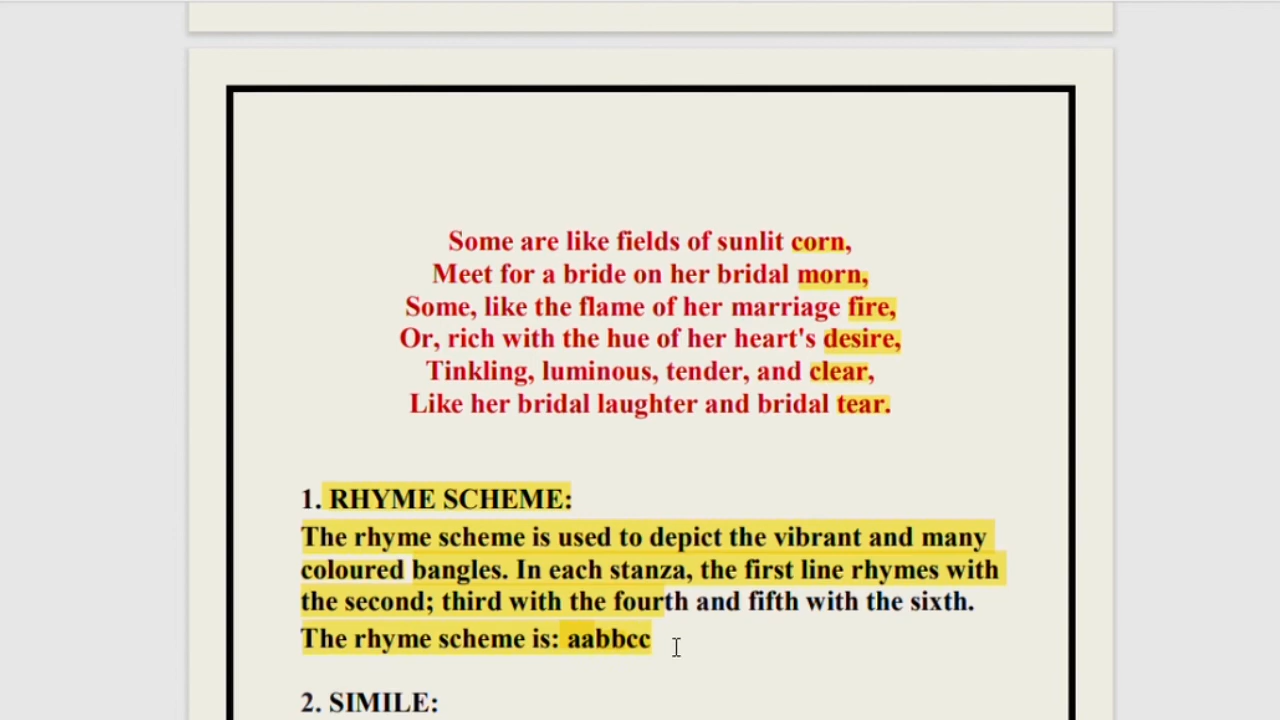 Some are like fields of sunlit corn,
Meet for a bride on her bridal morn,
Some, like the flame of her marriage fire,
Or, rich with the hue of her heart's desire,
Tinkling, luminous, tender, and clear,
Like her bridal laughter and bridal tear.
1. RHYME SCHEME:
The rhyme scheme is used to depict the vibrant and many
coloured bangles. In each stanza, the first line rhymes with
the second; third with the fourth and fifth with the sixth.
The rhyme scheme is: aabbcc
2. SIMILE: